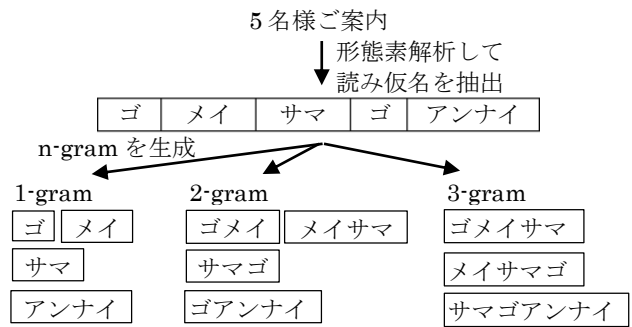 5名様ご案内
形態素解析して
読み仮名を抽出
ゴ メイ サマ ゴ アンナイ
n-gram を生成
1-gram 2-gram 3-gram
ゴ メイ ゴメイ メイサマ ゴメイサマ
サマ サマゴ メイサマゴ
アンナイ ゴアンナイ サマゴアンナイ